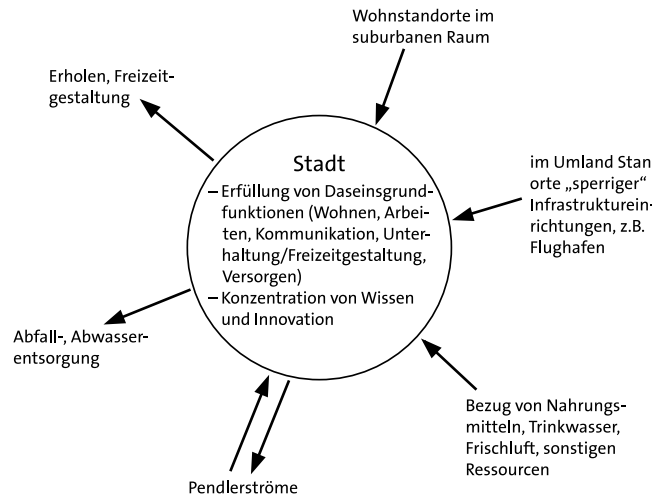 Wohnstandorte im
suburbanen Raum
Erholen, Freizeit-
gestaltung
Stadt
– Erfüllung von Daseinsgrund-
funktionen (Wohnen, Arbei-
ten, Kommunikation, Unter-
haltung/Freizeitgestaltung,
Versorgen)
– Konzentration von Wissen
und Innovation
im Umland Stan
orte „sperriger“
Infrastrukturein-
richtungen, z.B.
Flughafen
Abfall-, Abwasser-
entsorgung
Bezug von Nahrungs-
mitteln, Trinkwasser,
Frischluft, sonstigen
Ressourcen
Pendlerströme